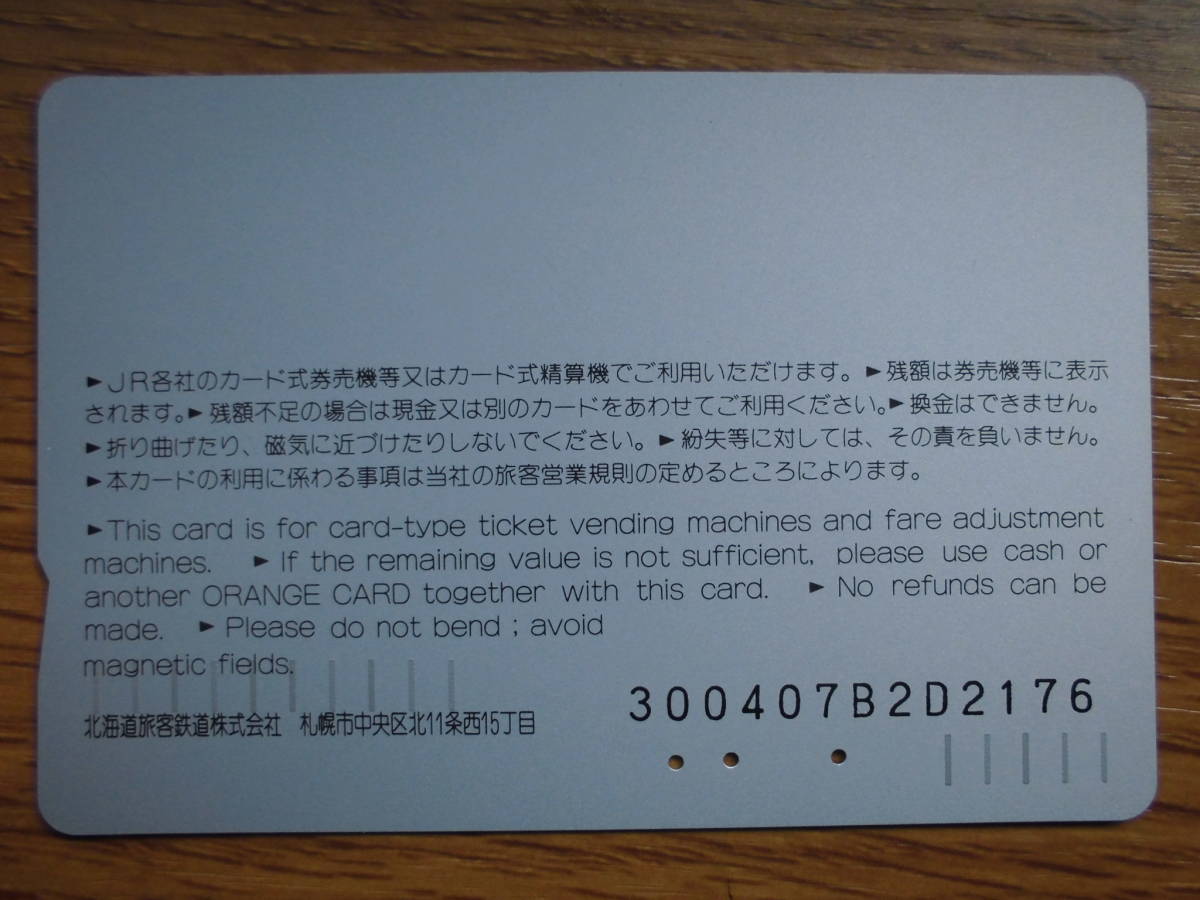 ►JR各社のカード式券売機等又はカード式精算機でご利用いただけます。►残額は券売機等に表示
されます。►残額不足の場合は現金又は別のカードをあわせてご利用ください。►換金はできません。
►折り曲げたり、磁気に近づけたりしないでください。►紛失等に対しては、その責を負いません。
►本カードの利用に係わる事項は当社の旅客営業規則の定めるところによります。
►This card is for card-type ticket vending machines and fare adjustment
machines. ►If the remaining value is not sufficient, please use cash or
another ORANGE CARD together with this card. ►No refunds can be
made. ►Please do not bend ; avoid
magnetic fields.
300407B2D2176
北海道旅客鉄道株式会社 札幌市中央区北11条西15丁目